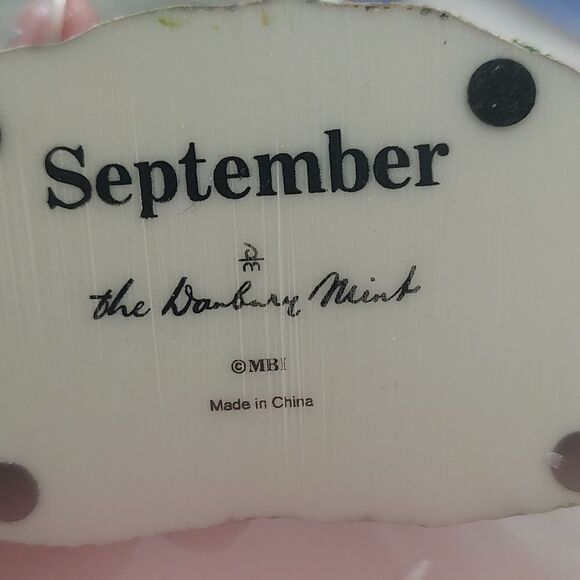 September
the Danbury Mint
©MBI
Made in China